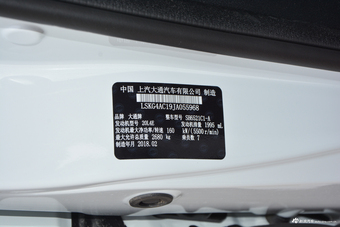 中国 上汽大通汽车有限公司 制造
LSKG4AC19JA055968
品牌 大通牌 整车型号 SH6521C1-B
发动机型号 20L4E 发动机排量 1995 mL
发动机最大净功率/转速 160 kW/(5500 r/min)
最大允许总质量 2680 kg 乘坐数 7
制造年月 2018.02